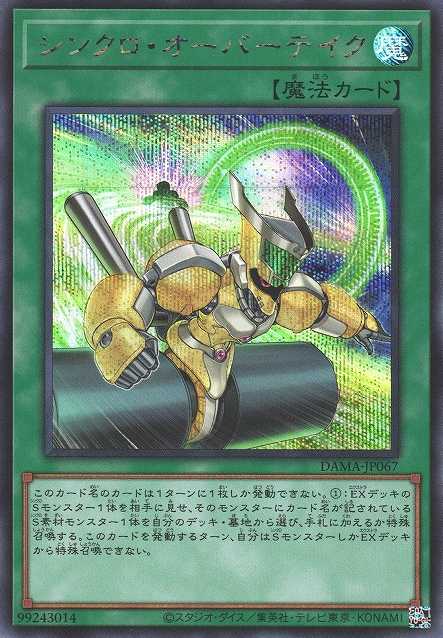 シンクロ・オーバーテイク
魔
【魔法カード】
DAMA-JP067
このカード名のカードは1ターンに1枚しか発動できない。①:EXデッキ
のSモンスター1体を相手に見せ、そのモンスターにカード名が記されている
S素材モンスター1体を自分のデッキ・墓地から選び、手札に加えるか特殊
召喚する。このカードを発動するターン、自分はSモンスターしかEXデッキ
から特殊召喚できない。
99243014
©スタジオ・ダイス/集英社・テレビ東京・KONAMI